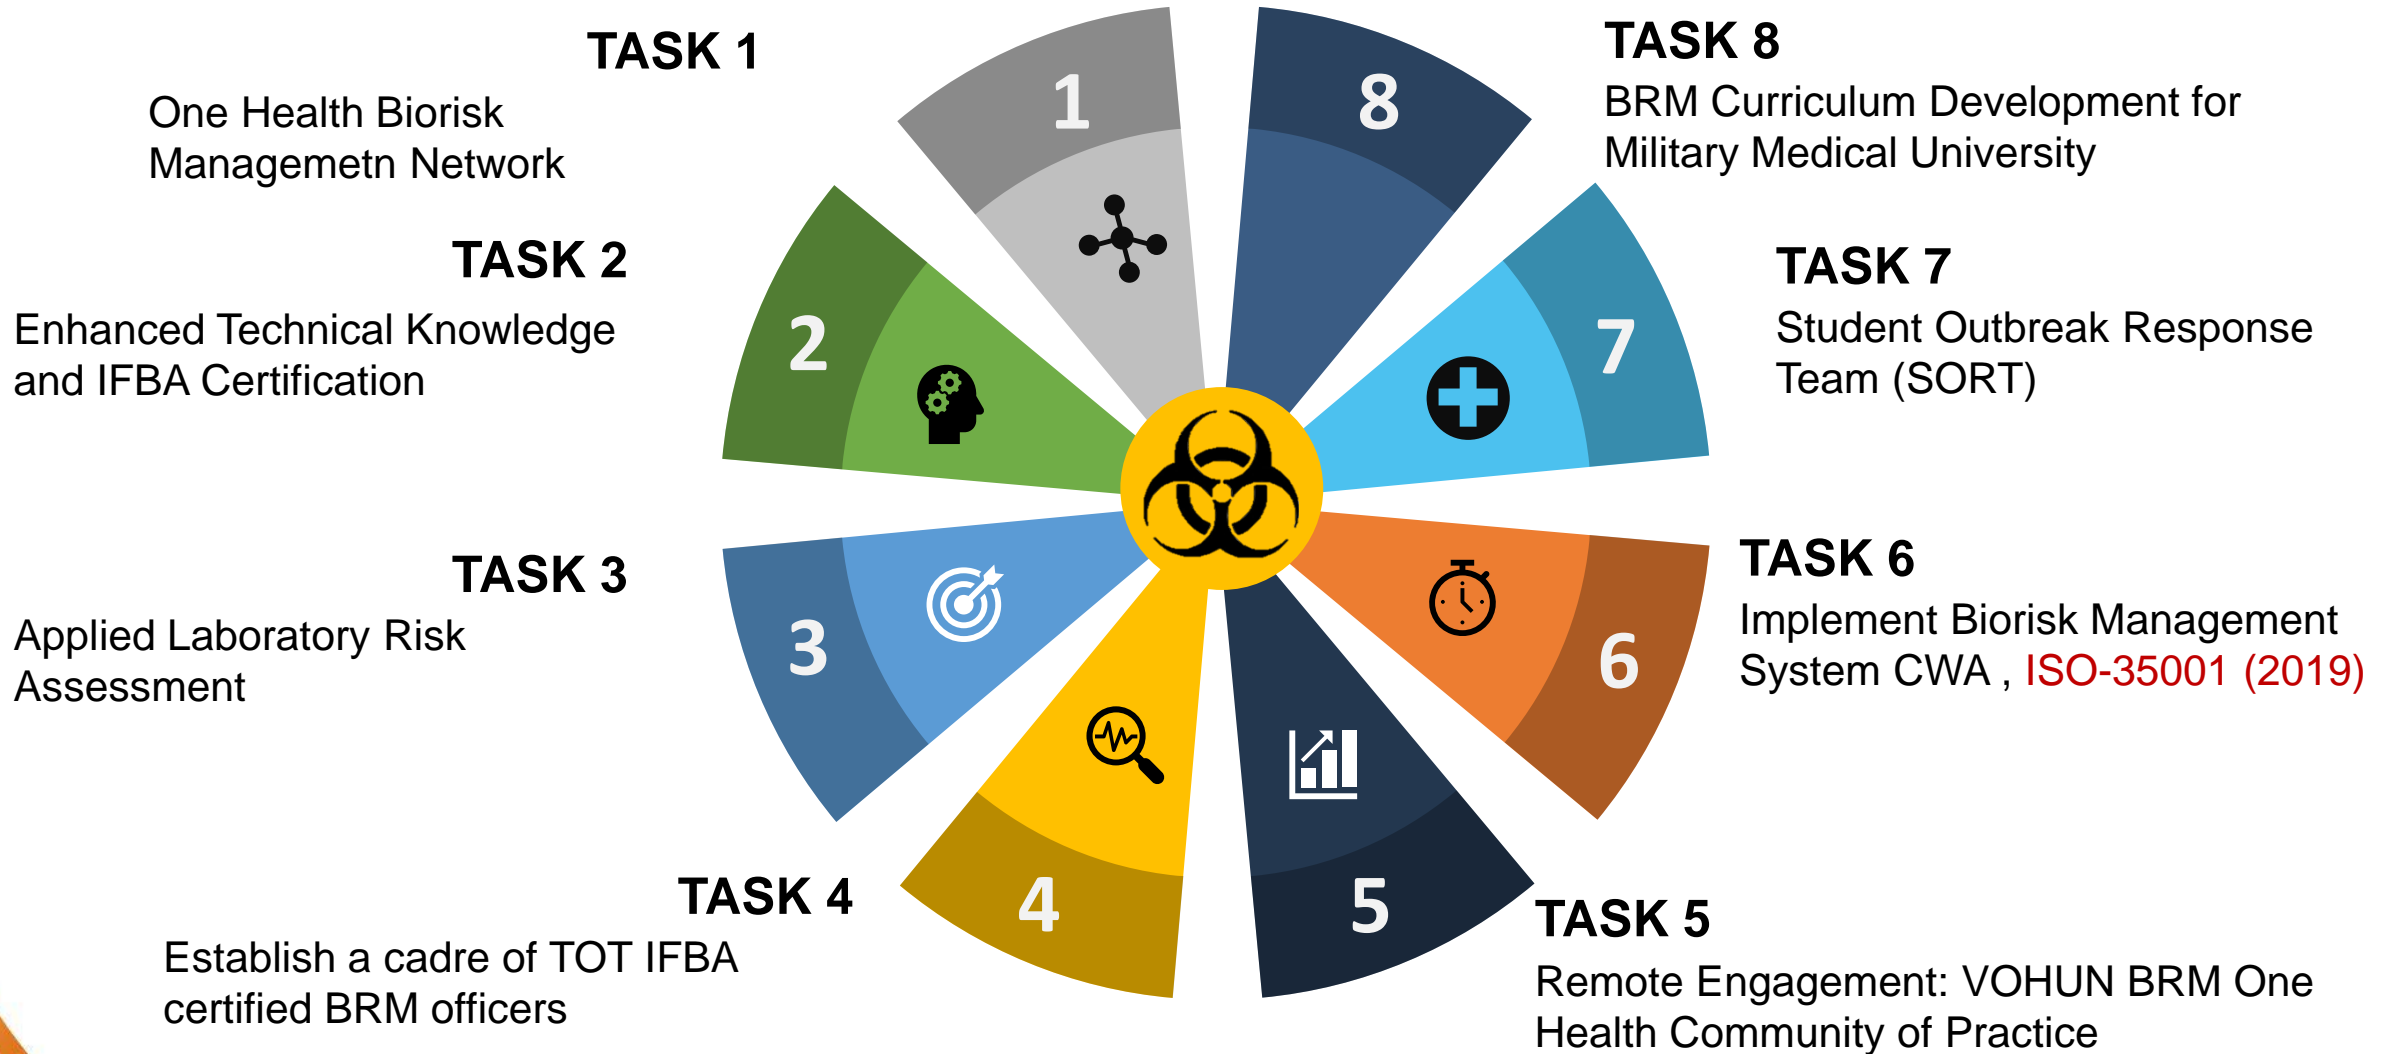 TASK 1
One Health Biorisk
Managemetn Network
TASK 2
Enhanced Technical Knowledge
and IFBA Certification
TASK 3
Applied Laboratory Risk
Assessment
TASK 4
Establish a cadre of TOT IFBA
certified BRM officers
1
2
3
4
5
6
7
8
TASK 8
BRM Curriculum Development for
Military Medical University
TASK 7
Student Outbreak Response
Team (SORT)
TASK 6
Implement Biorisk Management
System CWA , ISO-35001 (2019)
TASK 5
Remote Engagement: VOHUN BRM One
Health Community of Practice